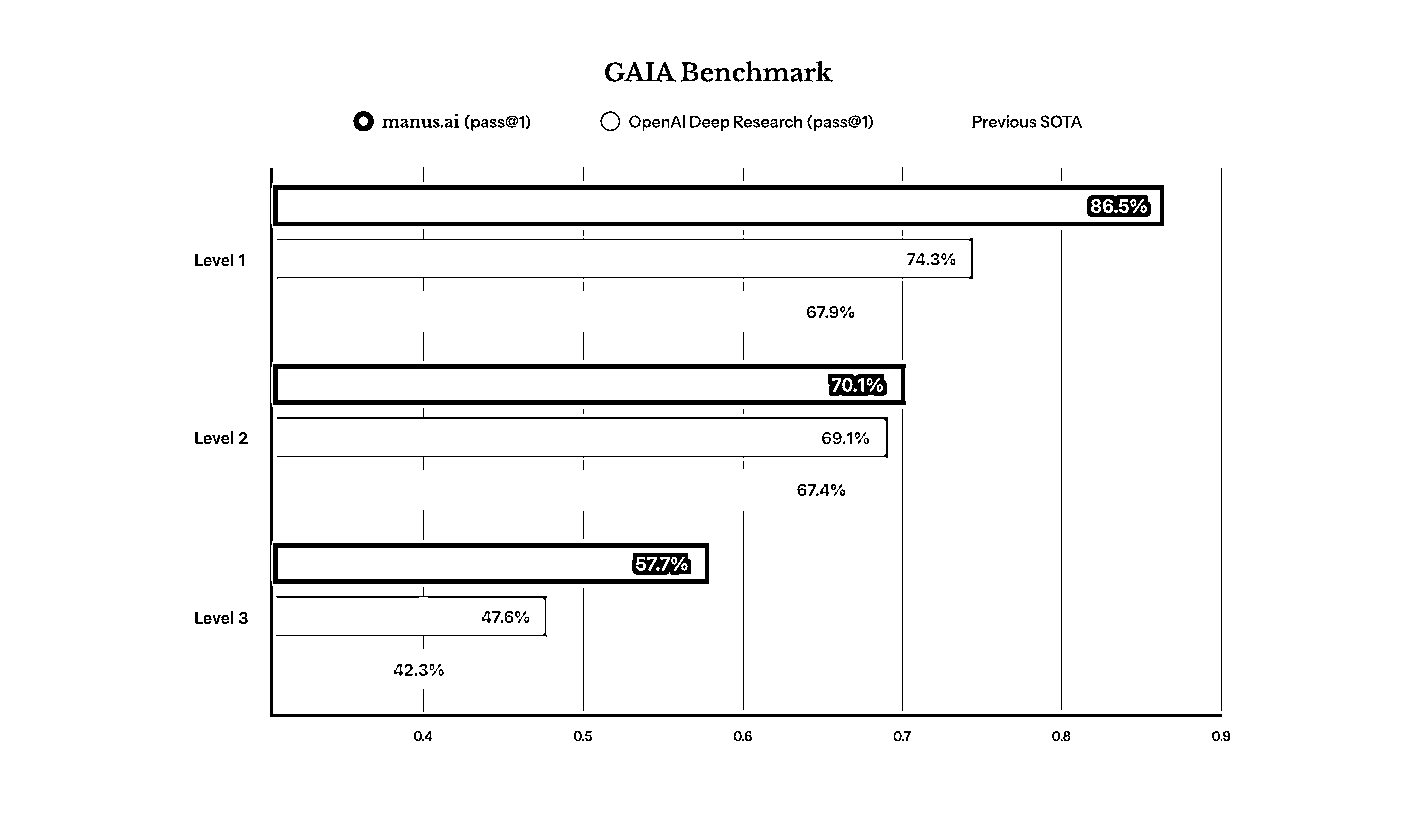 GAIA Benchmark
manus.ai (pass@1) OpenAI Deep Research (pass@1) Previous SOTA
86.5%
Level 1 74.3%
67.9%
70.1%
Level 2 69.1%
67.4%
57.7%
Level 3 47.6%
42.3%
0.4 0.5 0.6 0.7 0.8 0.9